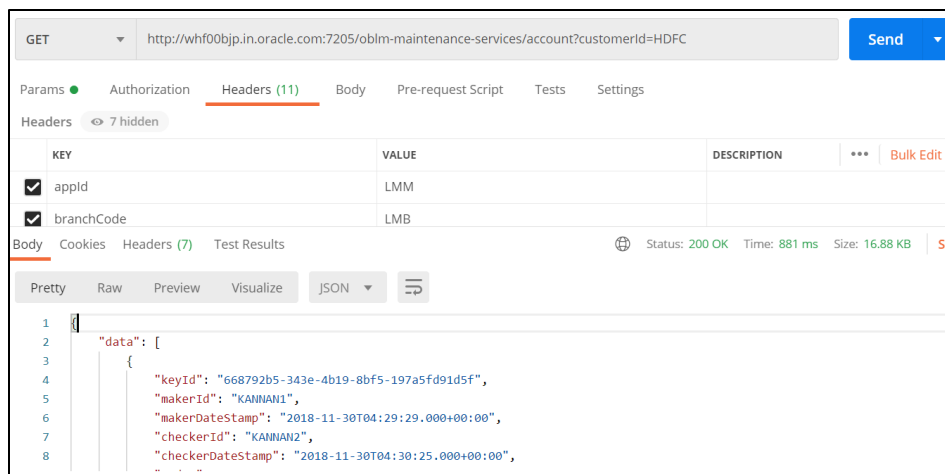 GET http://whf00bjp.in.oracle.com:7205/oblm-maintenance-services/account?customerId=HDFC Send
Params Authorization Headers (11) Body Pre-request Script Tests Settings
Headers 7 hidden
KEY VALUE DESCRIPTION ••• Bulk Edit
appId LMM
branchCode LMB
Body Cookies Headers (7) Test Results Status: 200 OK Time: 881 ms Size: 16.88 KB S
Pretty Raw Preview Visualize JSON
1 {
2 "data": [
3 {
4 "keyId": "668792b5-343e-4b19-8bf5-197a5fd91d5f",
5 "makerId": "KANNAN1",
6 "makerDateStamp": "2018-11-30T04:29:29.000+00:00",
7 "checkerId": "KANNAN2",
8 "checkerDateStamp": "2018-11-30T04:30:25.000+00:00",